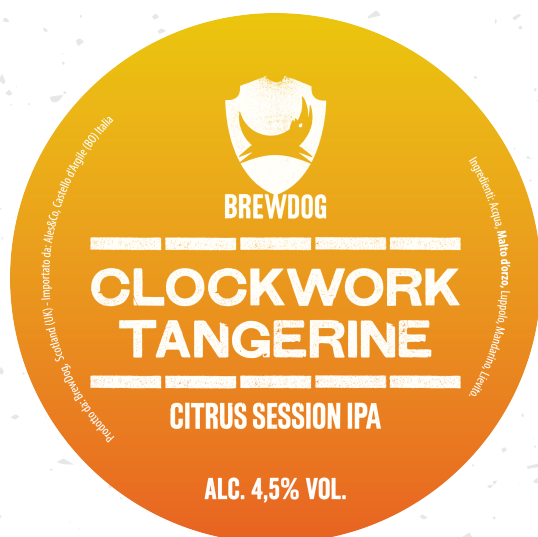 BREWDOG
CLOCKWORK
TANGERINE
CITRUS SESSION IPA
ALC. 4,5% VOL.
Prodotto da: BrewDog, Scotland (UK) - Importato da: Ales&Co, Castello d'Argile (BO) Italia
Ingredienti: Acqua, Malto d'orzo, Luppolo, Mandarino, Lievito.